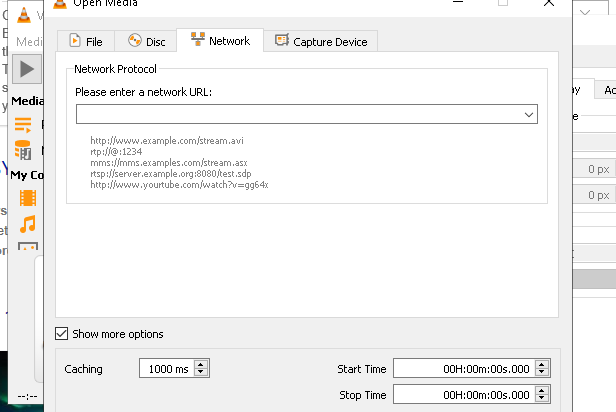 Open Media
File
Disc
Network
Capture Device
Network Protocol
Please enter a network URL:
http://www.example.com/stream.avi
rtp://@:1234
mms://mms.examples.com/stream.asx
rtsp://server.example.org:8080/test.sdp
http://www.yourtube.com/watch?v=gg64x
Show more options
Caching
1000 ms
Start Time
00H:00m:00s.000
Stop Time
00H:00m:00s.000
Media
Media
My Co
--:--
0 px
0 px